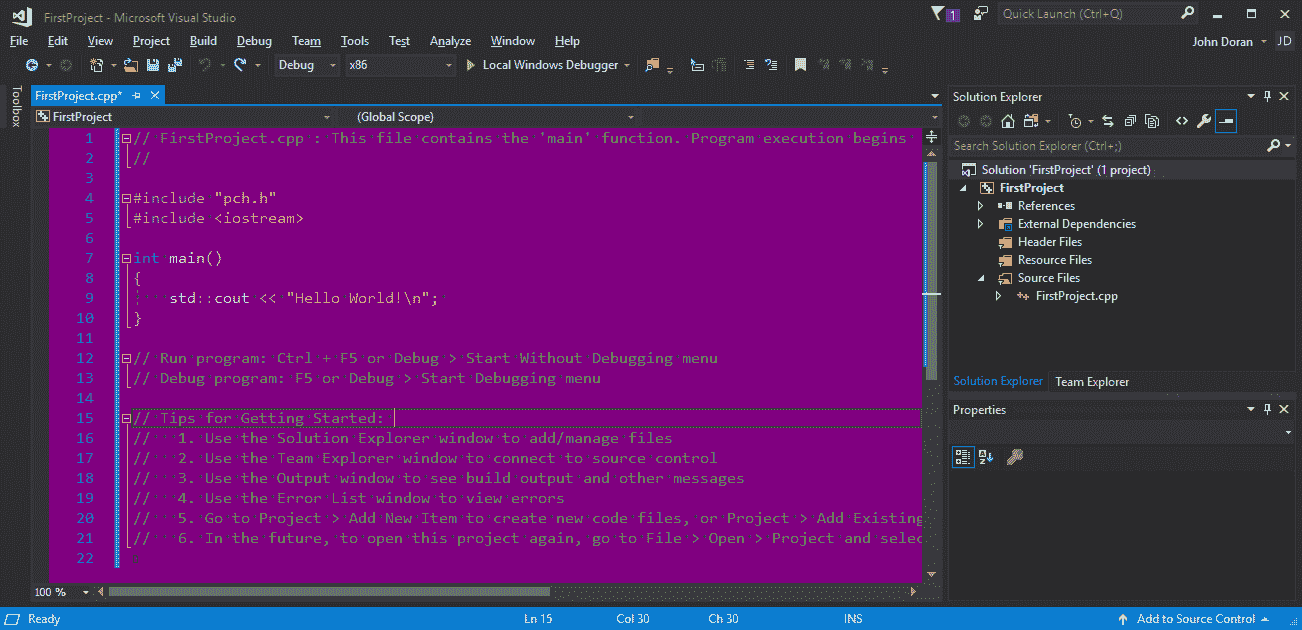 FirstProject - Microsoft Visual Studio
1
Quick Launch (Ctrl+Q)
File Edit View Project Build Debug Team Tools Test Analyze Window Help
John Doran JD
Debug x86 Local Windows Debugger
Toolbox
FirstProject.cpp*
FirstProject (Global Scope)
1 // FirstProject.cpp : This file contains the 'main' function. Program execution begins
2 //
3
4 #include "pch.h"
5 #include <iostream>
6
7 int main()
8 {
9 std::cout << "Hello World!\n";
10 }
11
12 // Run program: Ctrl + F5 or Debug > Start Without Debugging menu
13 // Debug program: F5 or Debug > Start Debugging menu
14
15 // Tips for Getting Started:
16 // 1. Use the Solution Explorer window to add/manage files
17 // 2. Use the Team Explorer window to connect to source control
18 // 3. Use the Output window to see build output and other messages
19 // 4. Use the Error List window to view errors
20 // 5. Go to Project > Add New Item to create new code files, or Project > Add Existing
21 // 6. In the future, to open this project again, go to File > Open > Project and selec
22
100 %
Solution Explorer
Search Solution Explorer (Ctrl+;)
Solution 'FirstProject' (1 project)
FirstProject
References
External Dependencies
Header Files
Resource Files
Source Files
FirstProject.cpp
Solution Explorer Team Explorer
Properties
Ready Ln 15 Col 30 Ch 30 INS Add to Source Control